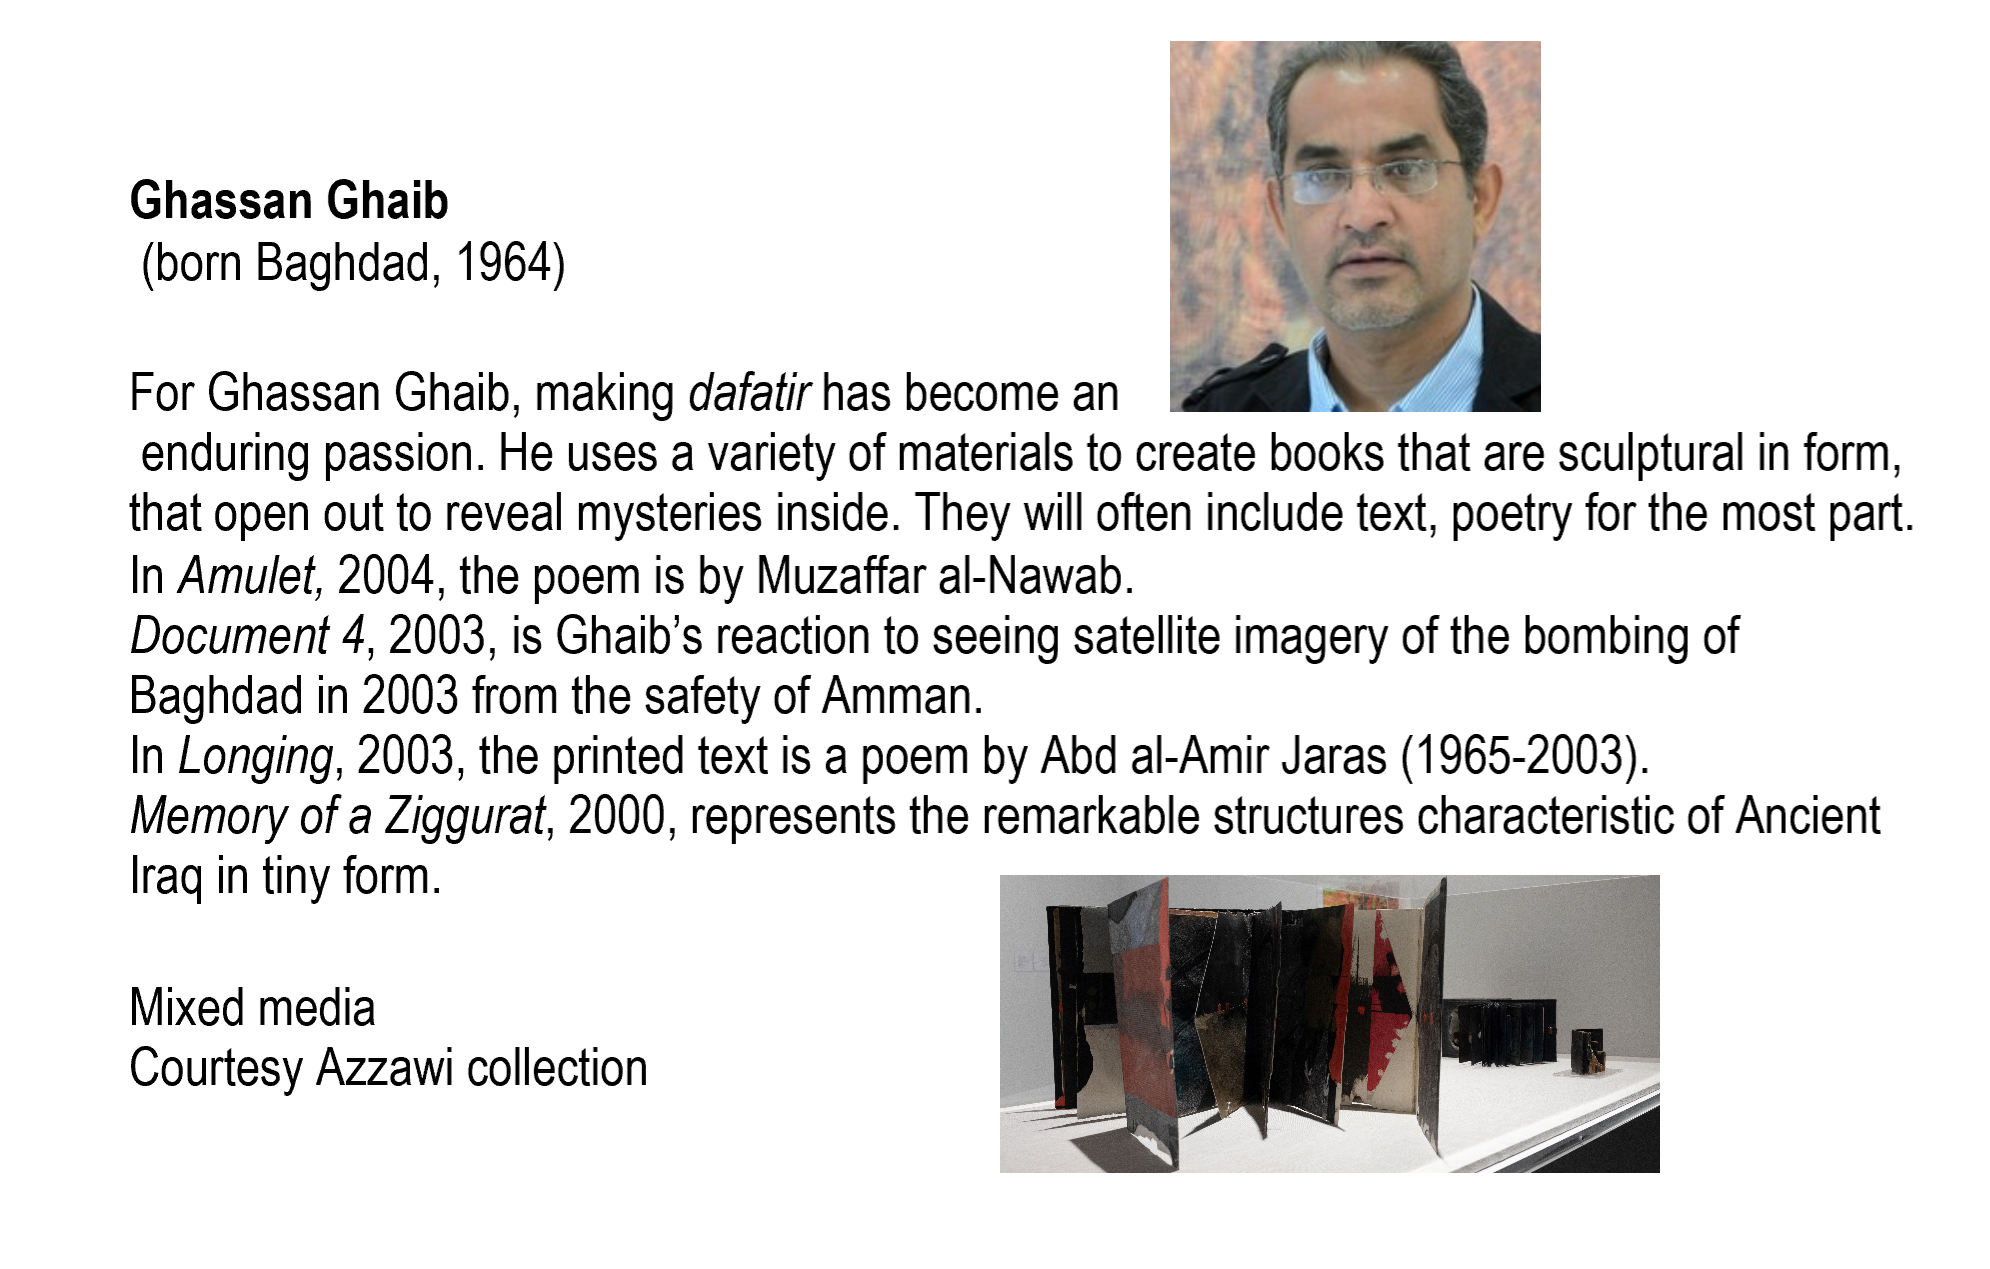 Ghassan Ghaib
(born Baghdad, 1964)
For Ghassan Ghaib, making dafatir has become an
enduring passion. He uses a variety of materials to create books that are sculptural in form,
that open out to reveal mysteries inside. They will often include text, poetry for the most part.
In Amulet, 2004, the poem is by Muzaffar al-Nawab.
Document 4, 2003, is Ghaib’s reaction to seeing satellite imagery of the bombing of
Baghdad in 2003 from the safety of Amman.
In Longing, 2003, the printed text is a poem by Abd al-Amir Jaras (1965-2003).
Memory of a Ziggurat, 2000, represents the remarkable structures characteristic of Ancient
Iraq in tiny form.
Mixed media
Courtesy Azzawi collection